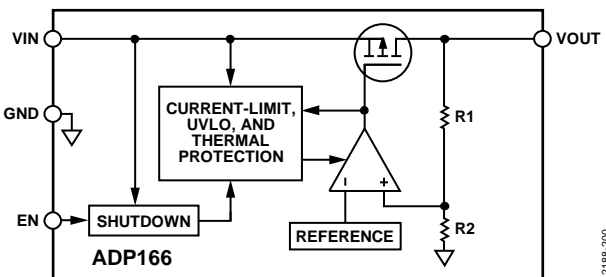 VIN
VOUT
GND
CURRENT-LIMIT,
UVLO, AND
THERMAL
PROTECTION
R1
EN
SHUTDOWN
REFERENCE
- +
R2
ADP166